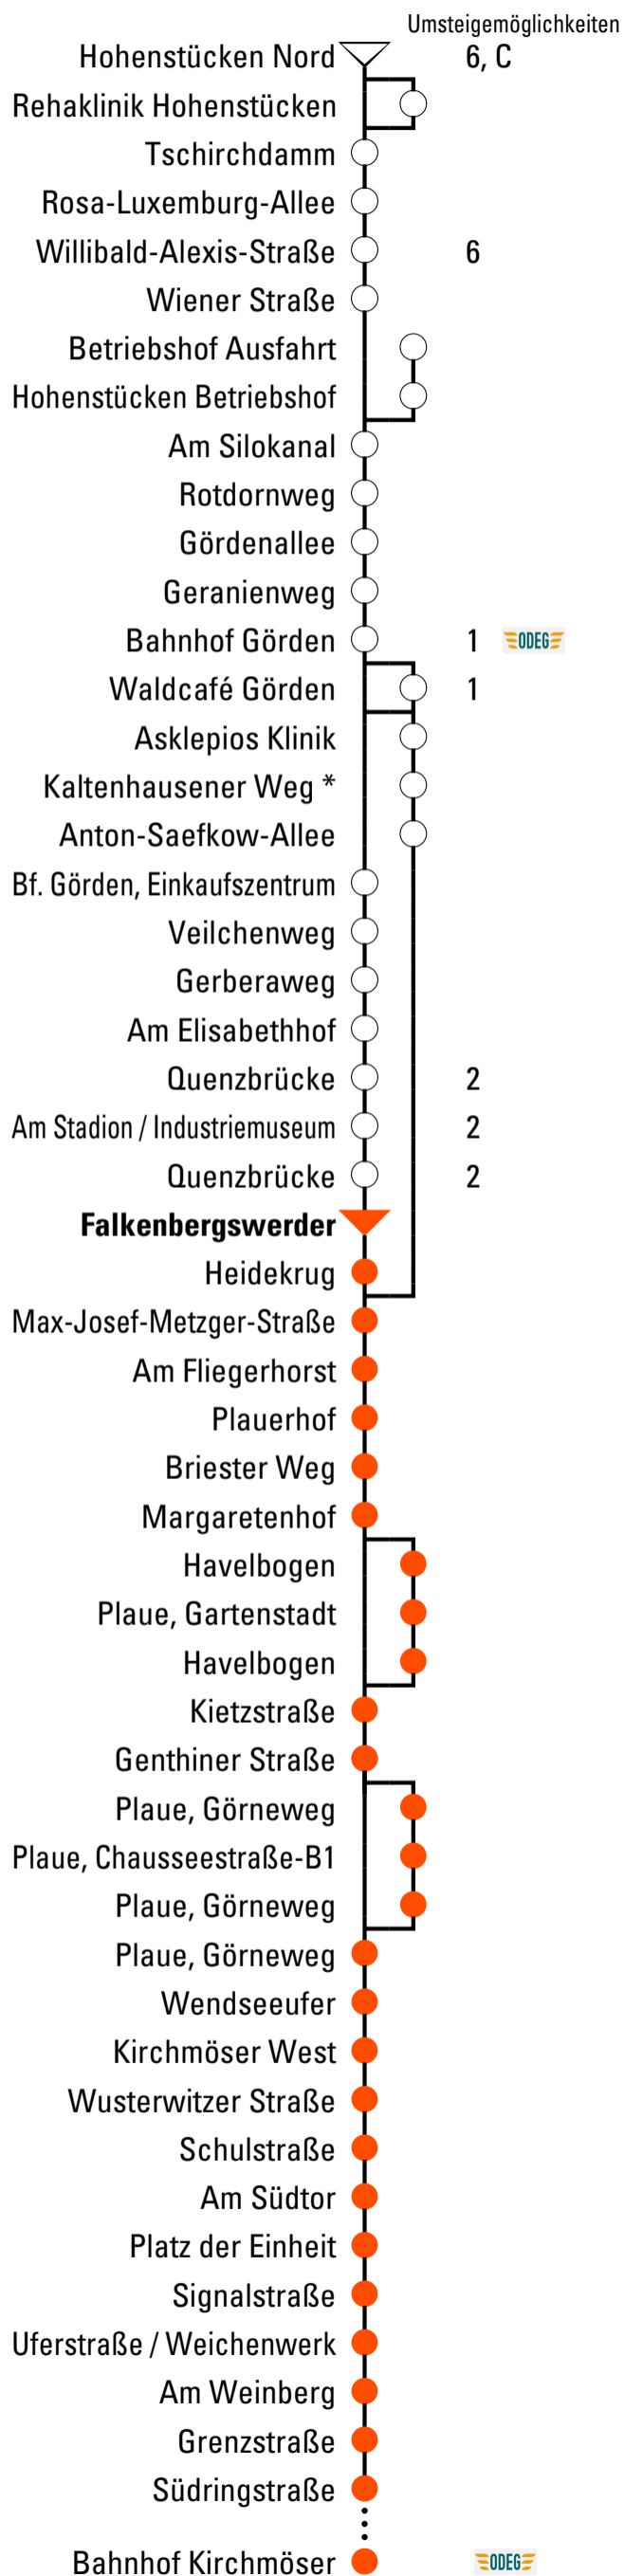 Umsteigemöglichkeiten
Hohenstücken Nord 6, C
Rehaklinik Hohenstücken
Tschirchdamm
Rosa-Luxemburg-Allee
Willibald-Alexis-Straße 6
Wiener Straße
Betriebshof Ausfahrt
Hohenstücken Betriebshof
Am Silokanal
Rotdornweg
Gördenallee
Geranienweg
Bahnhof Görden 1 ODEG
Waldcafé Görden 1
Asklepios Klinik
Kaltenhausener Weg *
Anton-Saefkow-Allee
Bf. Görden, Einkaufszentrum
Veilchenweg
Gerberaweg
Am Elisabethhof
Quenzbrücke 2
Am Stadion / Industriemuseum 2
Quenzbrücke 2
Falkenbergswerder
Heidekrug
Max-Josef-Metzger-Straße
Am Fliegerhorst
Plauerhof
Briester Weg
Margaretenhof
Havelbogen
Plaue, Gartenstadt
Havelbogen
Kietzstraße
Genthiner Straße
Plaue, Görneweg
Plaue, Chausseestraße-B1
Plaue, Görneweg
Plaue, Görneweg
Wendseeufer
Kirchmöser West
Wusterwitzer Straße
Schulstraße
Am Südtor
Platz der Einheit
Signalstraße
Uferstraße / Weichenwerk
Am Weinberg
Grenzstraße
Südringstraße
Bahnhof Kirchmöser ODEG